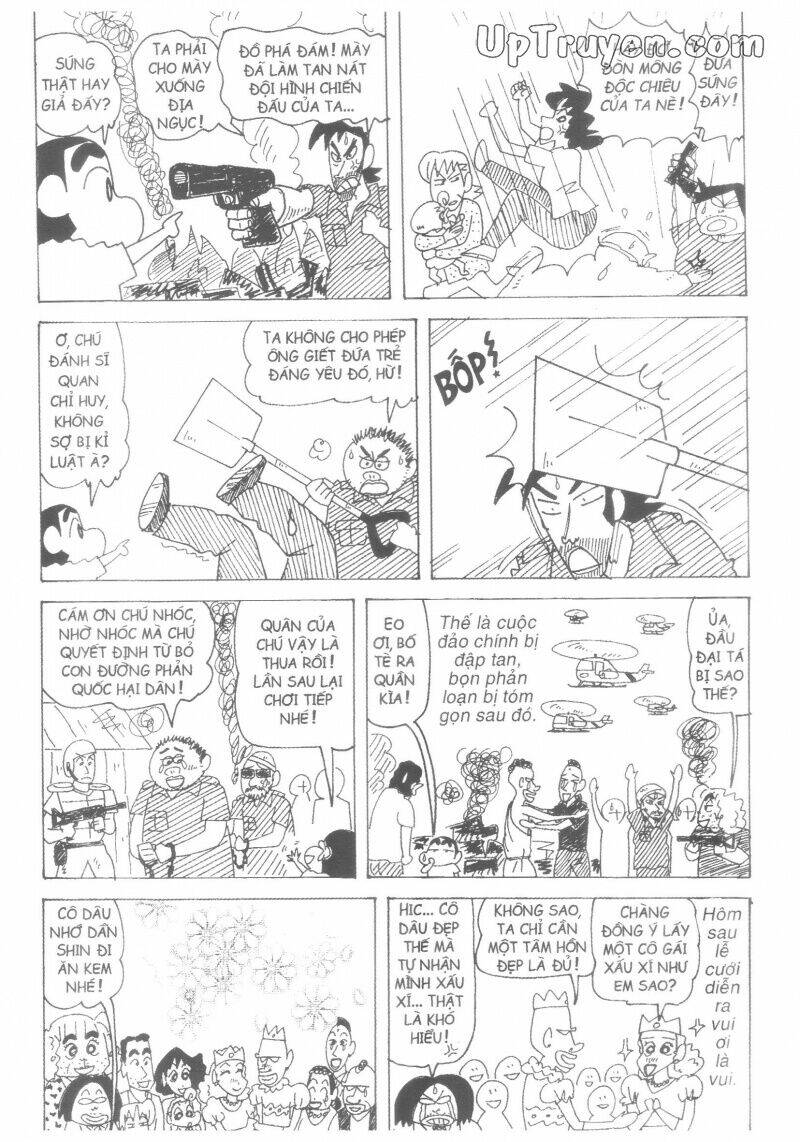 UpTruyen.com
ĐƯA
SÚNG
ĐÂY!
ĐÒN MÔNG
ĐỘC CHIÊU
CỦA TA NÈ!
ĐỒ PHÁ ĐÁM! MÀY
ĐÃ LÀM TAN NÁT
ĐỘI HÌNH CHIẾN
ĐẤU CỦA TA...
TA PHẢI
CHO MÀY
XUỐNG
ĐỊA
NGỤC!
SÚNG
THẬT HAY
GIẢ ĐẤY?
BỐP!
TA KHÔNG CHO PHÉP
ÔNG GIẾT ĐỨA TRẺ
ĐÁNG YÊU ĐÓ, HỪ!
Ơ, CHÚ
ĐÁNH SĨ
QUAN
CHỈ HUY,
KHÔNG
SỢ BỊ KỈ
LUẬT À?
ỦA,
ĐẦU
ĐẠI TÁ
BỊ SAO
THẾ?
Thế là cuộc
đảo chính bị
đập tan,
bọn phản
loạn bị tóm
gọn sau đó.
EO
ƠI, BỐ
TÈ RA
QUẦN
KÌA!
QUÂN CỦA
CHÚ VẬY LÀ
THUA RỒI!
LẦN SAU LẠI
CHƠI TIẾP
NHÉ!
CÁM ƠN CHÚ NHÓC,
NHỜ NHÓC MÀ CHÚ
QUYẾT ĐỊNH TỪ BỎ
CON ĐƯỜNG PHẢN
QUỐC HẠI DÂN!
Hôm
sau
lễ
cưới
diễn
ra
vui
ơi
là
vui.
CHÀNG
ĐỒNG Ý LẤY
MỘT CÔ GÁI
XẤU XÍ NHƯ
EM SAO?
KHÔNG SAO,
TA CHỈ CẦN
MỘT TÂM HỒN
ĐẸP LÀ ĐỦ!
HIC... CÔ
DÂU ĐẸP
THẾ MÀ
TỰ NHẬN
MÌNH XẤU
XÍ... THẬT
LÀ KHÓ
HIỂU!
CÔ DÂU
NHỚ DẪN
SHIN ĐI
ĂN KEM
NHÉ!